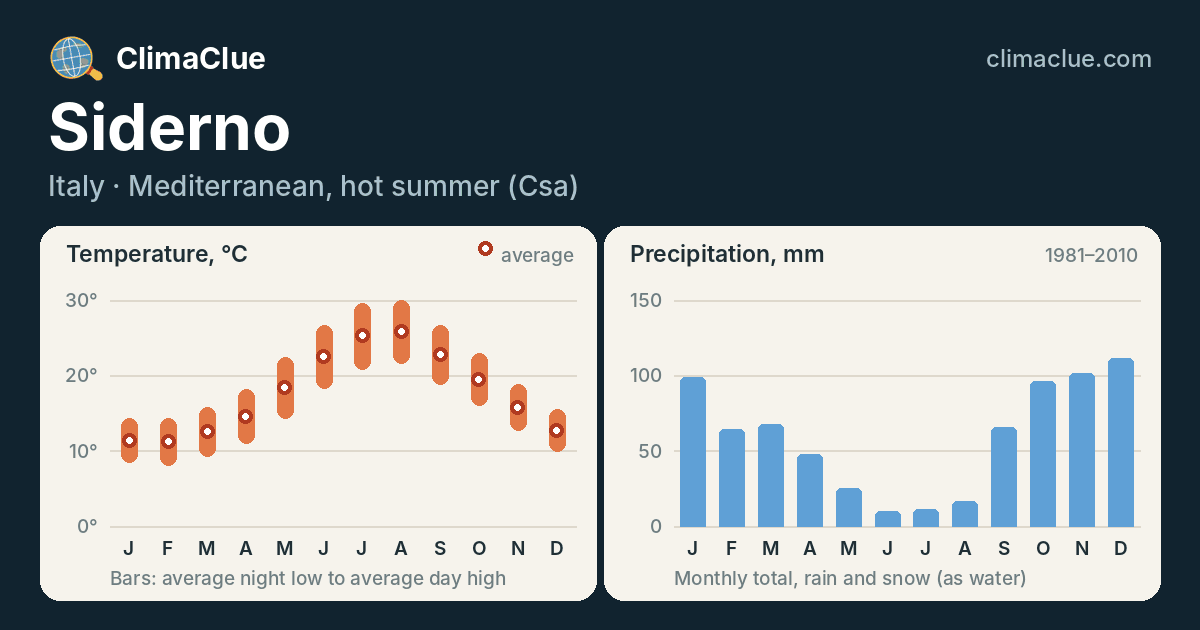 ClimaClue
climaclue.com
Siderno
Italy · Mediterranean, hot summer (Csa)
Temperature, °C
average
30°
20°
10°
0°
J F M A M J J A S O N D
Bars: average night low to average day high
Precipitation, mm
1981–2010
150
100
50
0
J F M A M J J A S O N D
Monthly total, rain and snow (as water)